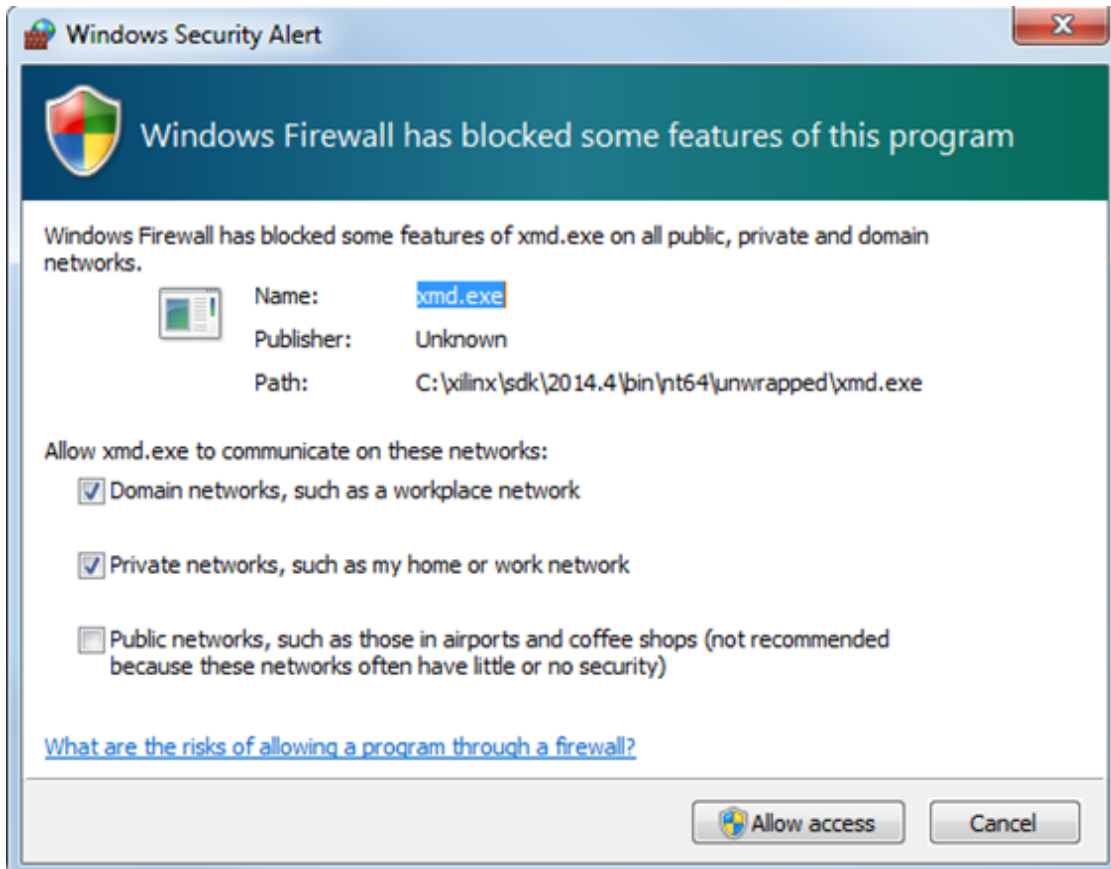 Windows Security Alert
Windows Firewall has blocked some features of this program
Windows Firewall has blocked some features of xmd.exe on all public, private and domain
networks.
Name: xmd.exe
Publisher: Unknown
Path: C:\xilinx\sdk\2014.4\bin\nt64\unwrapped\xmd.exe
Allow xmd.exe to communicate on these networks:
Domain networks, such as a workplace network
Private networks, such as my home or work network
Public networks, such as those in airports and coffee shops (not recommended
because these networks often have little or no security)
What are the risks of allowing a program through a firewall?
Allow access Cancel